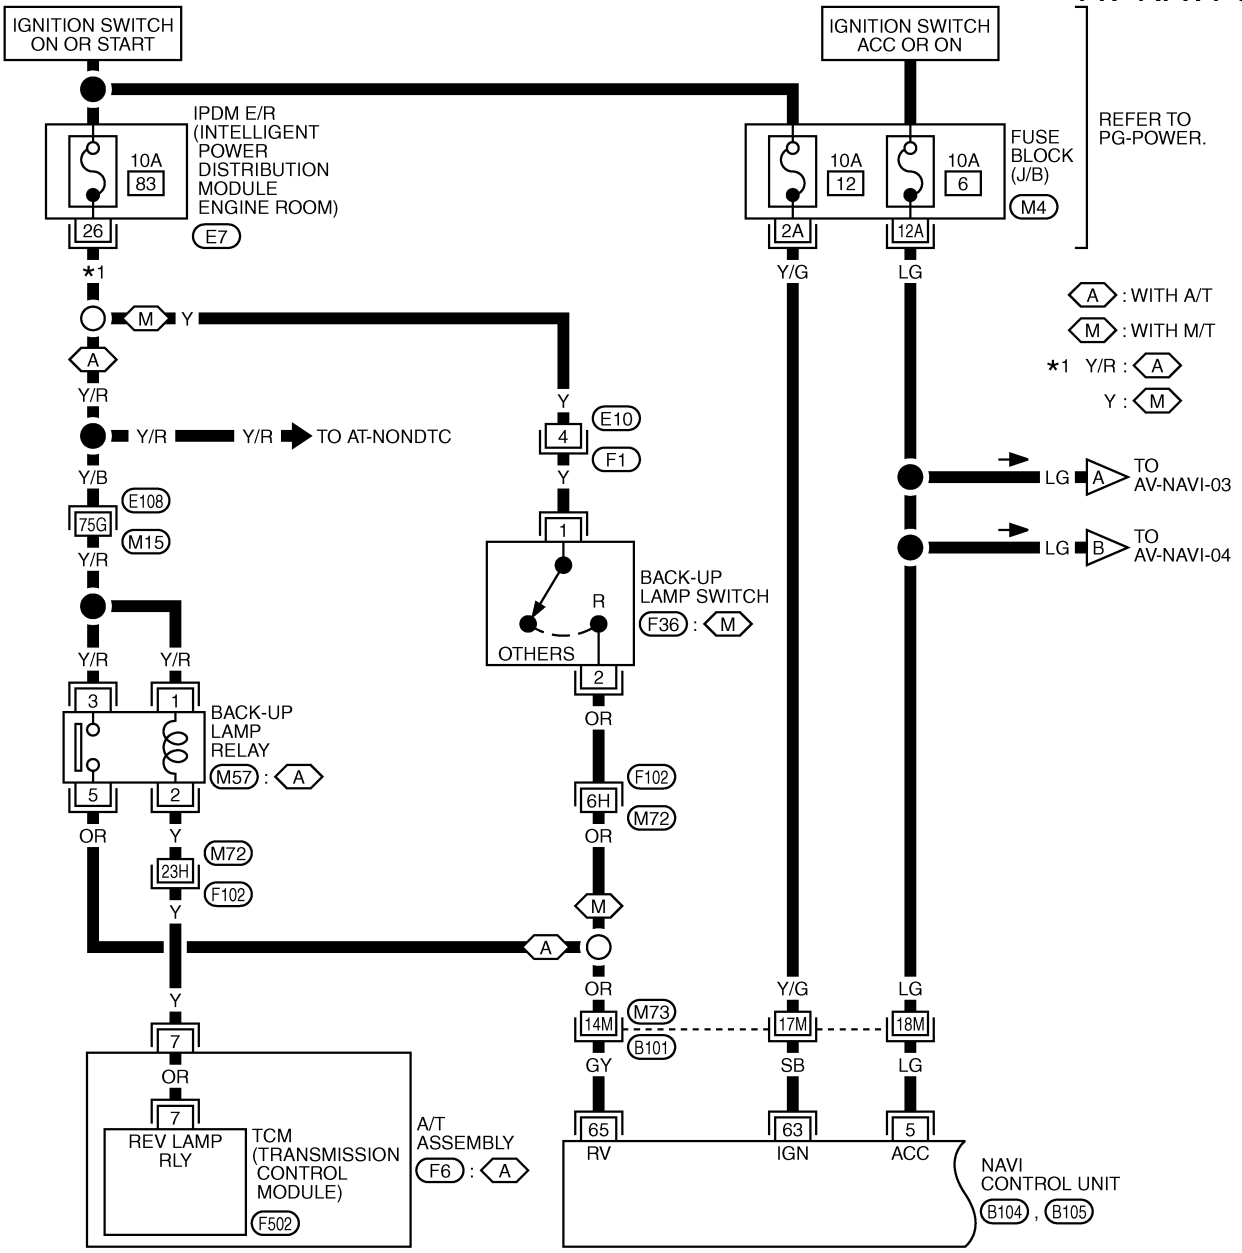 IGNITION SWITCH
ON OR START
IGNITION SWITCH
ACC OR ON
IPDM E/R
(INTELLIGENT
POWER
DISTRIBUTION
MODULE
ENGINE ROOM)
E7
10A
83
26
10A
12
10A
6
FUSE
BLOCK
(J/B)
M4
REFER TO
PG-POWER.
2A
12A
*1
Y/G
LG
A : WITH A/T
M : WITH M/T
*1 Y/R : A
Y : M
M Y
A
Y/R
Y
Y/R Y/R TO AT-NONDTC
E10
4
F1
Y
Y/B
E108
75G
M15
Y/R
LG A TO
AV-NAVI-03
LG B TO
AV-NAVI-04
1
BACK-UP
LAMP SWITCH
F36 : M
R
OTHERS
2
OR
Y/R Y/R
3 1
BACK-UP
LAMP
RELAY
M57 : A
5 2
OR Y
F102
6H
M72
OR
M72
23H
F102
Y
M
A
Y
OR
Y/G
LG
M73
14M
17M
18M
B101
GY
SB
LG
7
OR
7
REV LAMP
RLY
TCM
(TRANSMISSION
CONTROL
MODULE)
F502
A/T
ASSEMBLY
F6 : A
65
63
5
RV
IGN
ACC
NAVI
CONTROL UNIT
B104 , B105